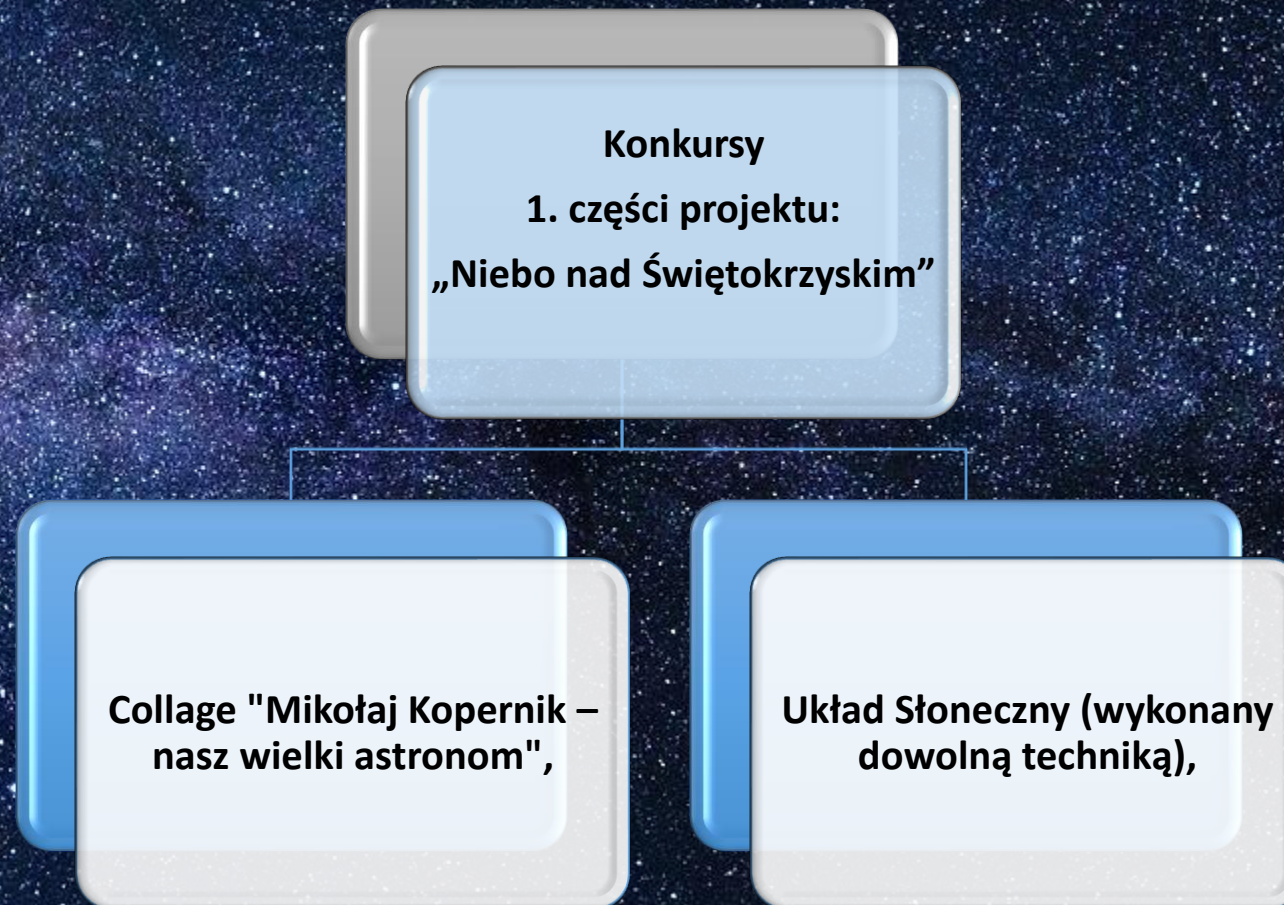 Konkursy
1. części projektu:
„Niebo nad Świętokrzyskim”
Collage "Mikołaj Kopernik –
nasz wielki astronom",
Układ Słoneczny (wykonany
dowolną techniką),